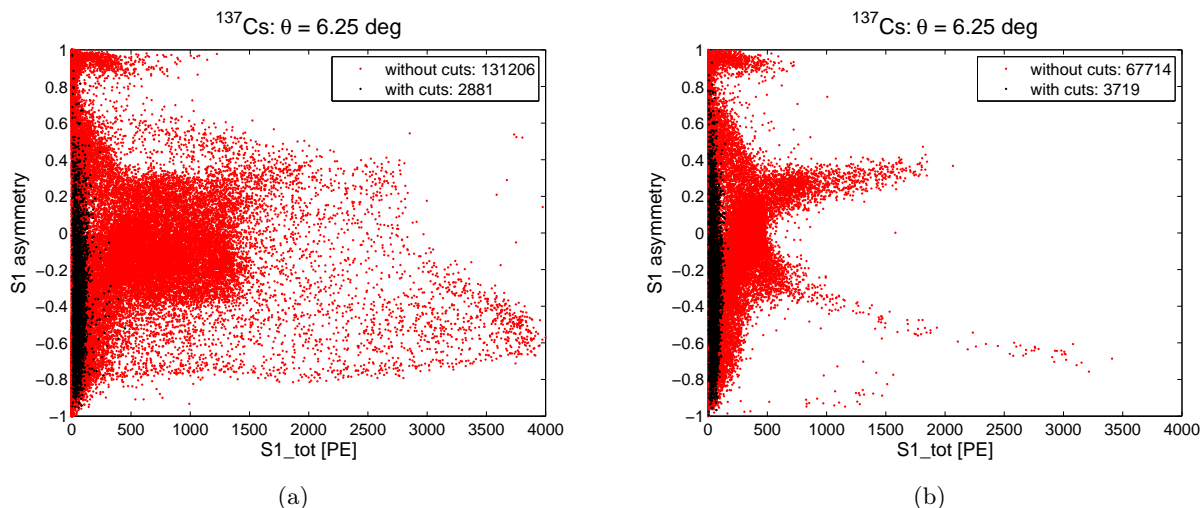 ¹³⁷Cs: θ = 6.25 deg
without cuts: 131206
with cuts: 2881
1
0.8
0.6
0.4
0.2
0
−0.2
−0.4
−0.6
−0.8
−1
S1 asymmetry
0 500 1000 1500 2000 2500 3000 3500 4000
S1_tot [PE]
(a)
¹³⁷Cs: θ = 6.25 deg
without cuts: 67714
with cuts: 3719
1
0.8
0.6
0.4
0.2
0
−0.2
−0.4
−0.6
−0.8
−1
S1 asymmetry
0 500 1000 1500 2000 2500 3000 3500 4000
S1_tot [PE]
(b)